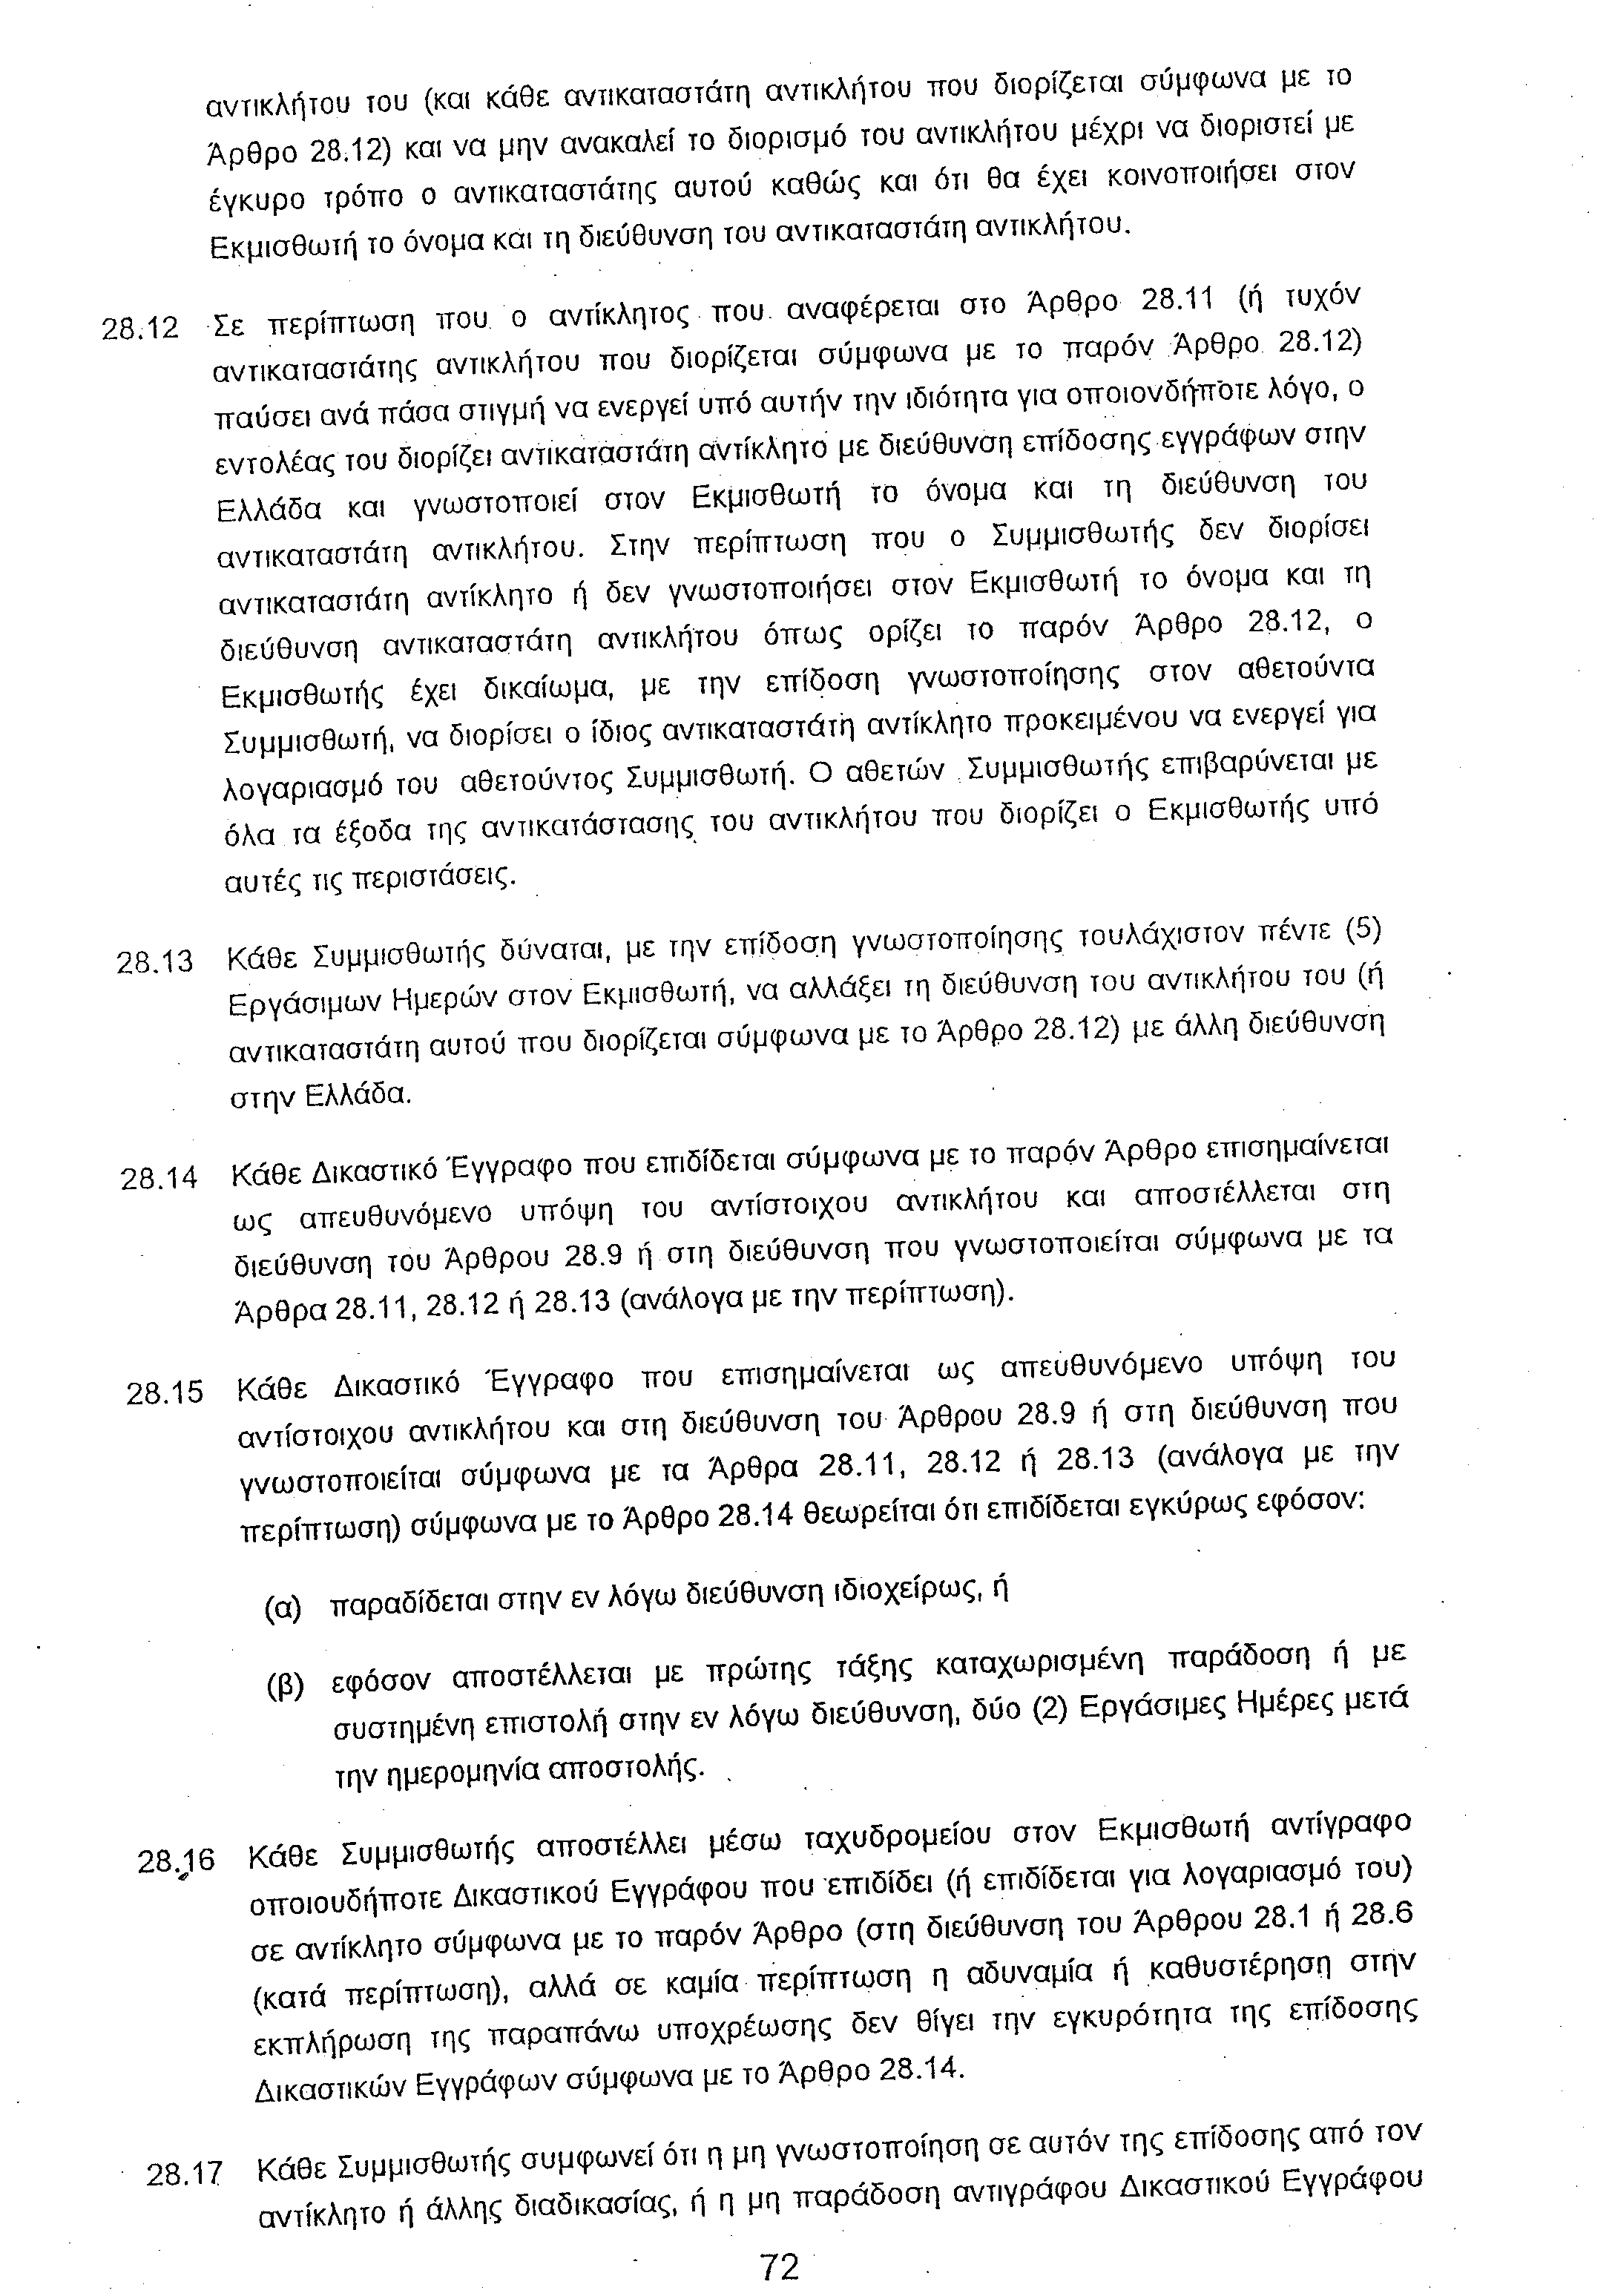 αντικλήτου του (και κάθε αντικαταστάτη αντικλήτου που διορίζεται σύμφωνα με το
Άρθρο 28.12) και να μην ανακαλεί το διορισμό του αντικλήτου μέχρι να διοριστεί με
έγκυρο τρόπο ο αντικαταστάτης αυτού καθώς και ότι θα έχει κοινοποιήσει στον
Εκμισθωτή το όνομα και τη διεύθυνση του αντικαταστάτη αντικλήτου.
28.12 Σε περίπτωση που ο αντίκλητος που αναφέρεται στο Άρθρο 28.11 (ή τυχόν
αντικαταστάτης αντικλήτου που διορίζεται σύμφωνα με το παρόν Άρθρο 28.12)
παύσει ανά πάσα στιγμή να ενεργεί υπό αυτήν την ιδιότητα για οποιονδήποτε λόγο, ο
εντολέας του διορίζει αντικαταστάτη αντίκλητο με διεύθυνση επίδοσης εγγράφων στην
Ελλάδα και γνωστοποιεί στον Εκμισθωτή το όνομα και τη διεύθυνση του
αντικαταστάτη αντικλήτου. Στην περίπτωση που ο Συμμισθωτής δεν διορίσει
αντικαταστάτη αντίκλητο ή δεν γνωστοποιήσει στον Εκμισθωτή το όνομα και τη
διεύθυνση αντικαταστάτη αντικλήτου όπως ορίζει το παρόν Άρθρο 28.12, ο
Εκμισθωτής έχει δικαίωμα, με την επίδοση γνωστοποίησης στον αθετούντα
Συμμισθωτή, να διορίσει ο ίδιος αντικαταστάτη αντίκλητο προκειμένου να ενεργεί για
λογαριασμό του αθετούντος Συμμισθωτή. Ο αθετών Συμμισθωτής επιβαρύνεται με
όλα τα έξοδα της αντικατάστασης του αντικλήτου που διορίζει ο Εκμισθωτής υπό
αυτές τις περιστάσεις.
28.13 Κάθε Συμμισθωτής δύναται, με την επίδοση γνωστοποίησης τουλάχιστον πέντε (5)
Εργάσιμων Ημερών στον Εκμισθωτή, να αλλάξει τη διεύθυνση του αντικλήτου του (ή
αντικαταστάτη αυτού που διορίζεται σύμφωνα με το Άρθρο 28.12) με άλλη διεύθυνση
στην Ελλάδα.
28.14 Κάθε Δικαστικό Έγγραφο που επιδίδεται σύμφωνα με το παρόν Άρθρο επισημαίνεται
ως απευθυνόμενο υπόψη του αντίστοιχου αντικλήτου και αποστέλλεται στη
διεύθυνση του Άρθρου 28.9 ή στη διεύθυνση που γνωστοποιείται σύμφωνα με τα
Άρθρα 28.11, 28.12 ή 28.13 (ανάλογα με την περίπτωση).
28.15 Κάθε Δικαστικό Έγγραφο που επισημαίνεται ως απευθυνόμενο υπόψη του
αντίστοιχου αντικλήτου και στη διεύθυνση του Άρθρου 28.9 ή στη διεύθυνση που
γνωστοποιείται σύμφωνα με τα Άρθρα 28.11, 28.12 ή 28.13 (ανάλογα με την
περίπτωση) σύμφωνα με το Άρθρο 28.14 θεωρείται ότι επιδίδεται εγκύρως εφόσον:
(α) παραδίδεται στην εν λόγω διεύθυνση ιδιοχείρως, ή
(β) εφόσον αποστέλλεται με πρώτης τάξης καταχωρισμένη παράδοση ή με
συστημένη επιστολή στην εν λόγω διεύθυνση, δύο (2) Εργάσιμες Ημέρες μετά
την ημερομηνία αποστολής.
28.16 Κάθε Συμμισθωτής αποστέλλει μέσω ταχυδρομείου στον Εκμισθωτή αντίγραφο
οποιουδήποτε Δικαστικού Εγγράφου που επιδίδει (ή επιδίδεται για λογαριασμό του)
σε αντίκλητο σύμφωνα με το παρόν Άρθρο (στη διεύθυνση του Άρθρου 28.1 ή 28.6
(κατά περίπτωση), αλλά σε καμία περίπτωση η αδυναμία ή καθυστέρηση στην
εκπλήρωση της παραπάνω υποχρέωσης δεν θίγει την εγκυρότητα της επίδοσης
Δικαστικών Εγγράφων σύμφωνα με το Άρθρο 28.14.
28.17 Κάθε Συμμισθωτής συμφωνεί ότι η μη γνωστοποίηση σε αυτόν της επίδοσης από τον
αντίκλητο ή άλλης διαδικασίας, ή η μη παράδοση αντιγράφου Δικαστικού Εγγράφου
72